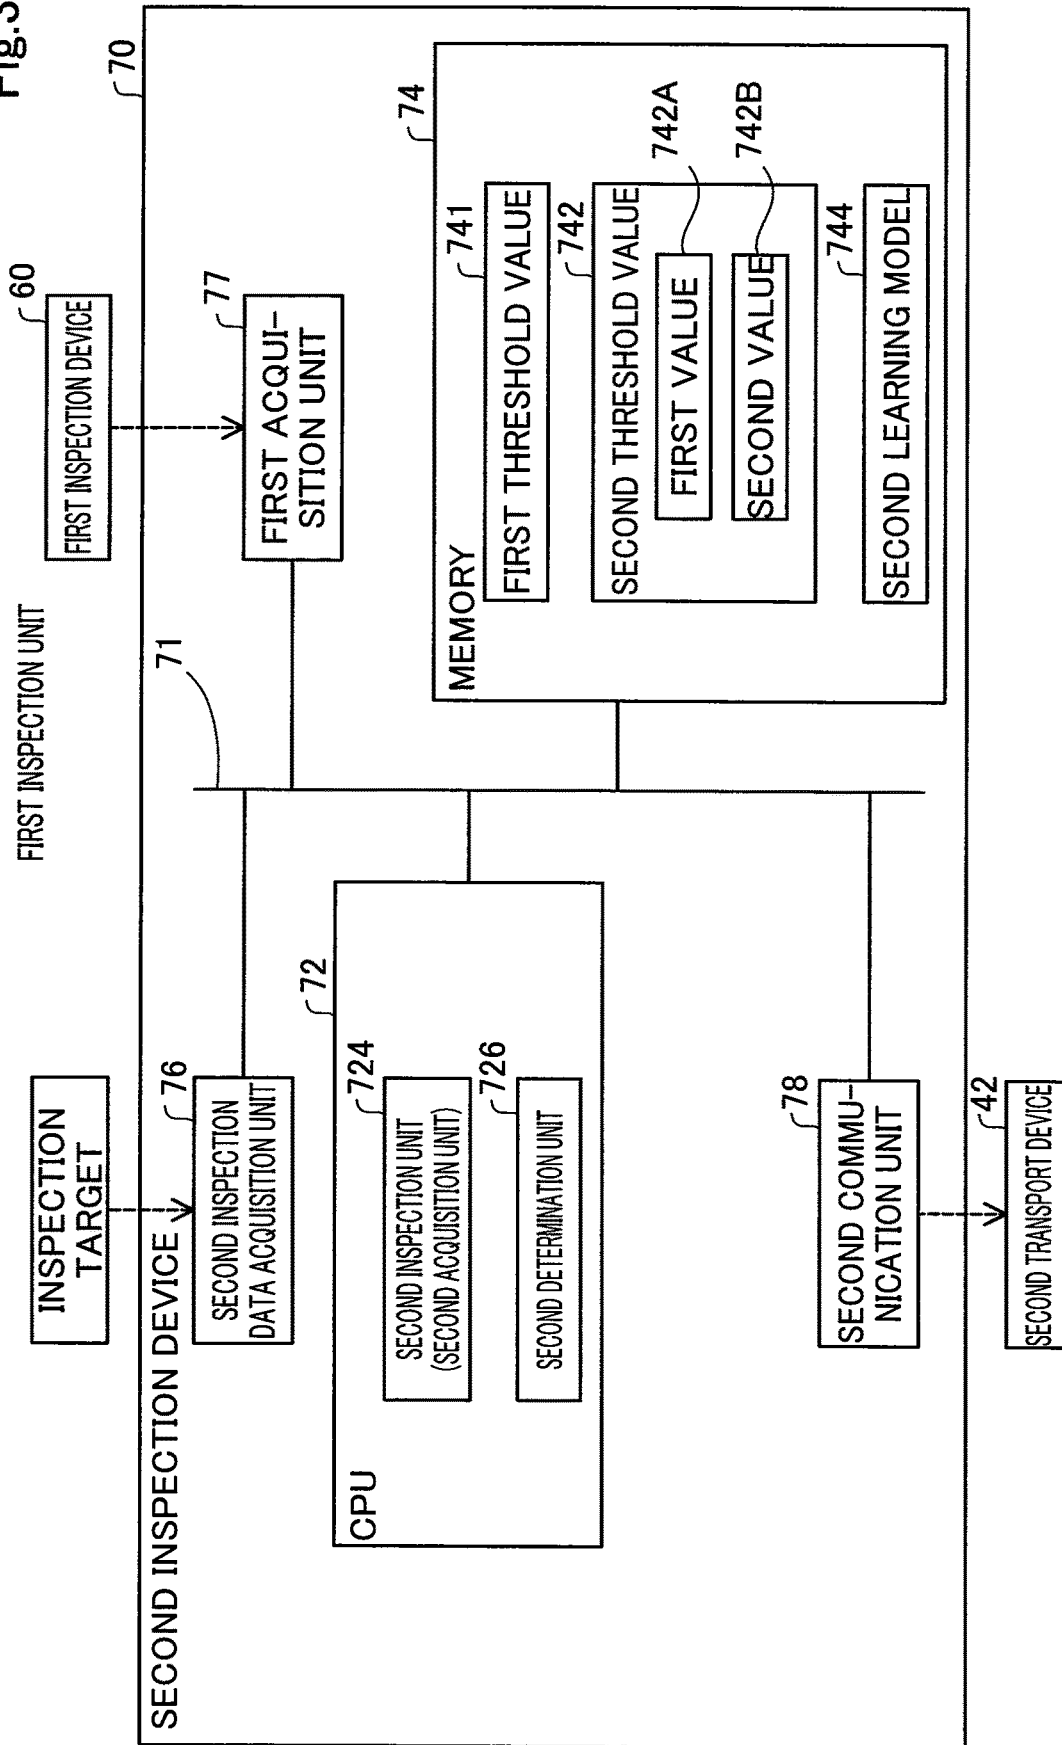 Fig.3
FIRST INSPECTION UNIT
INSPECTION
TARGET
FIRST INSPECTION DEVICE
60
70
SECOND INSPECTION DEVICE
76
SECOND INSPECTION
DATA ACQUISITION UNIT
71
77
FIRST ACQUI-
SITION UNIT
72
CPU
724
SECOND INSPECTION UNIT
(SECOND ACQUISITION UNIT)
726
SECOND DETERMINATION UNIT
74
MEMORY
741
FIRST THRESHOLD VALUE
742
SECOND THRESHOLD VALUE
742A
FIRST VALUE
742B
SECOND VALUE
744
SECOND LEARNING MODEL
78
SECOND COMMU-
NICATION UNIT
42
SECOND TRANSPORT DEVICE